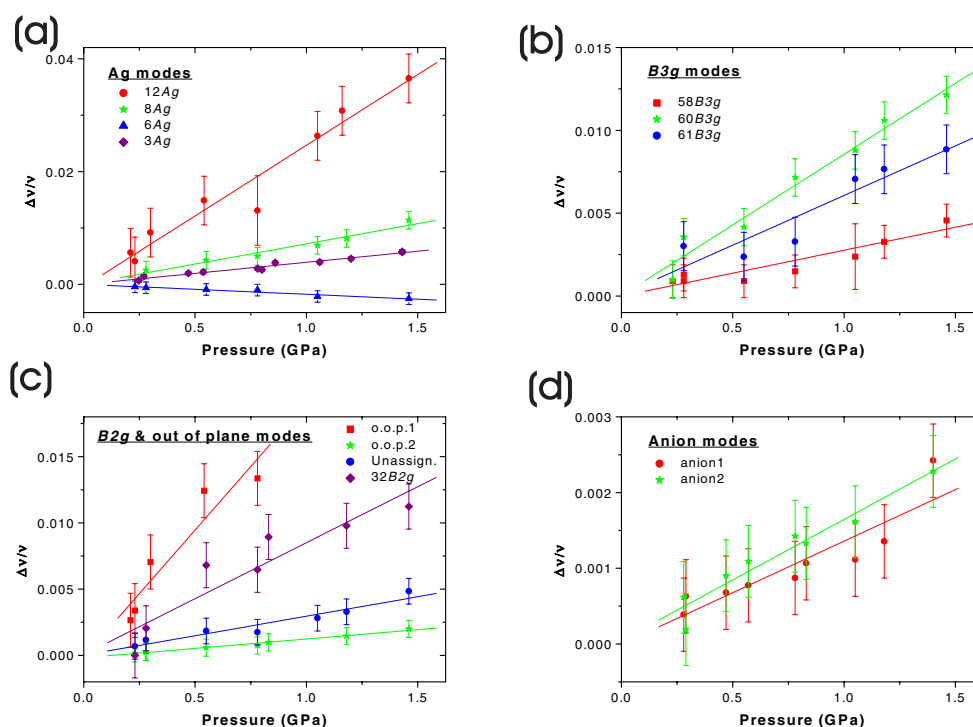 (a)
Ag modes
12Ag
8Ag
6Ag
3Ag
Δν/ν
0.04
0.02
0.00
0.0 0.5 1.0 1.5
Pressure (GPa)
(b)
B3g modes
58B3g
60B3g
61B3g
Δν/ν
0.015
0.010
0.005
0.000
0.0 0.5 1.0 1.5
Pressure (GPa)
(c)
B2g & out of plane modes
o.o.p.1
o.o.p.2
Unassign.
32B2g
Δν/ν
0.015
0.010
0.005
0.000
0.0 0.5 1.0 1.5
Pressure (GPa)
(d)
Anion modes
anion1
anion2
Δν/ν
0.003
0.002
0.001
0.000
0.0 0.5 1.0 1.5
Pressure (GPa)